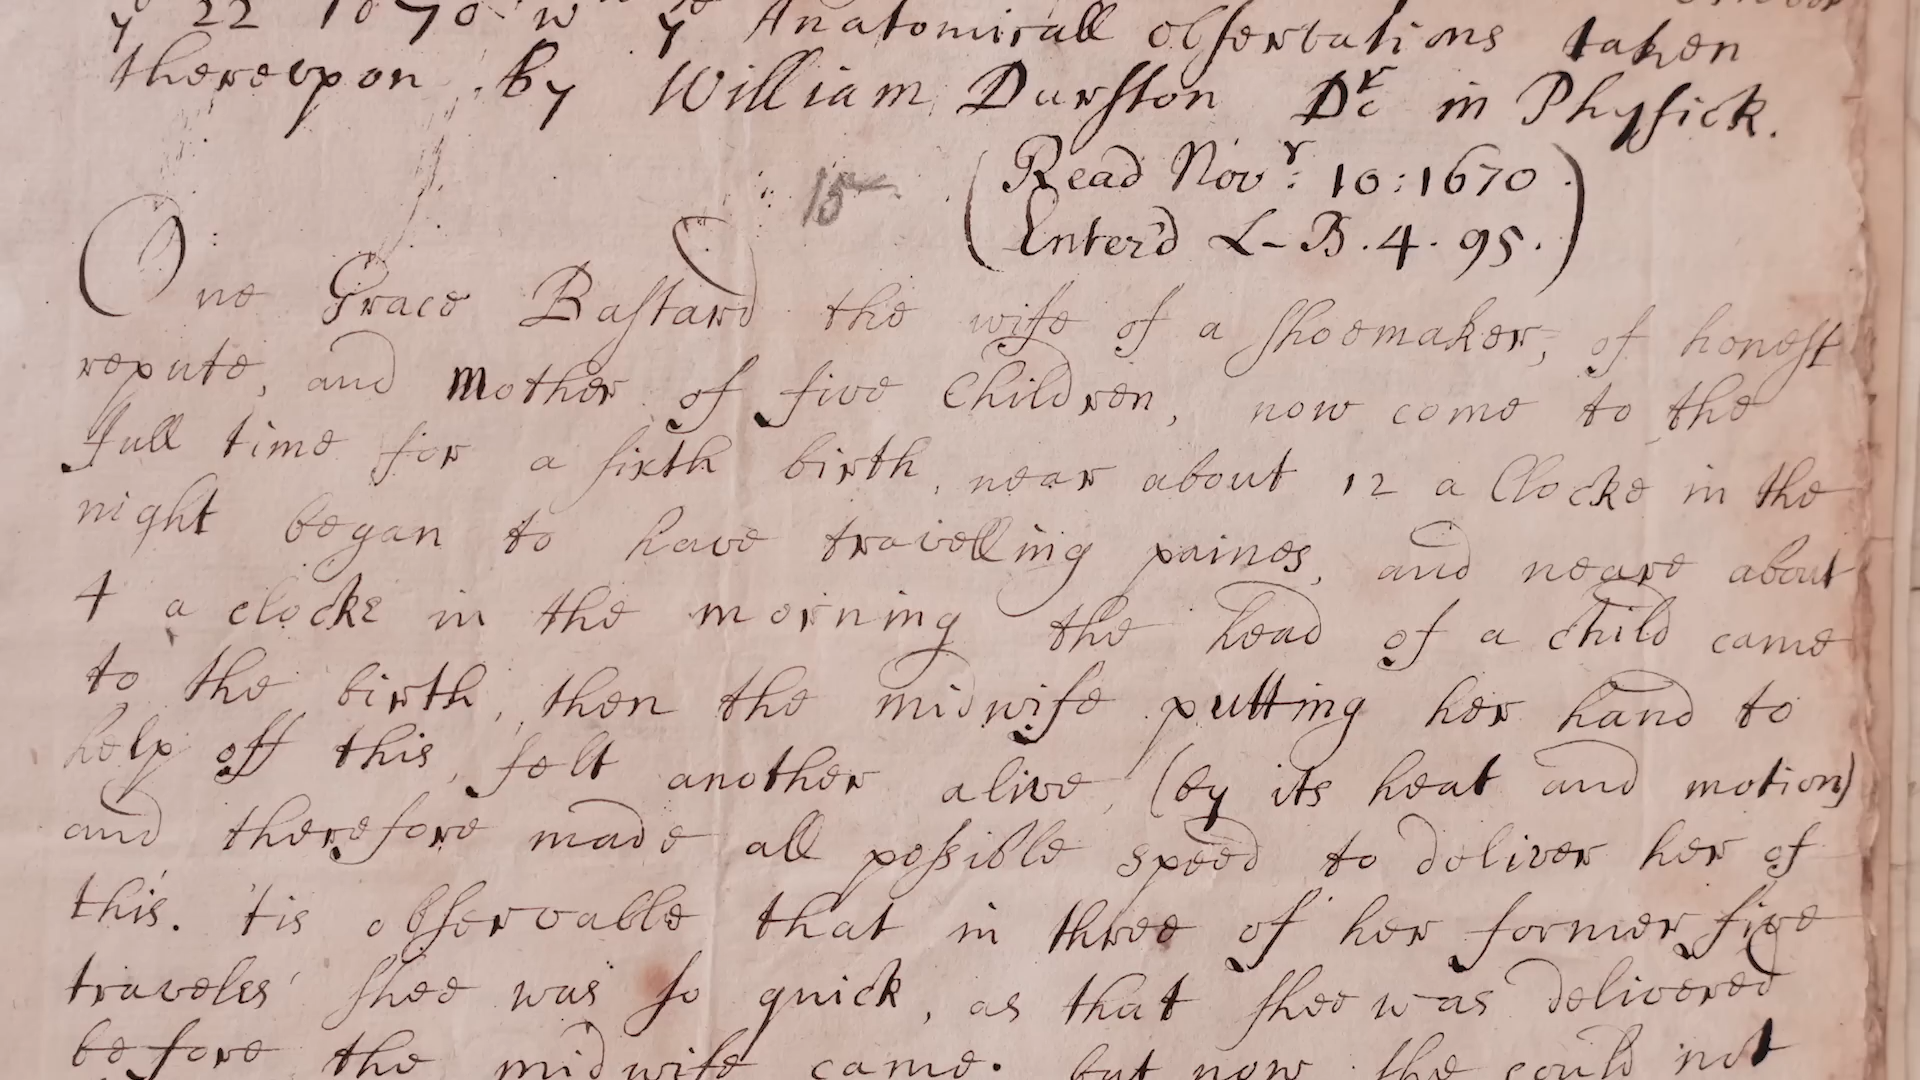 yᵉ 22 1670 wᵗʰ yᵉ Anatomicall observations taken
thereupon by William Durston Dʳ in Physick.
15
(Read Novʳ: 10: 1670.)
(Enter'd L-B. 4. 95.)
One Grace Bastard the wife of a shoemaker, of honest
repute, and mother of five children, now come to the
full time for a sixth birth, near about 12 a Clocke in the
night began to have travelling paines, and neare about
4 a clocke in the morning the head of a child came
to the birth, then the midwife putting her hand to
help off this, felt another alive, (by its heat and motion)
and therefore made all possible speed to deliver her of
this. 'tis observable that in three of her former five
traveles shee was so quick, as that shee was delivered
before the midwife came. but now she could not